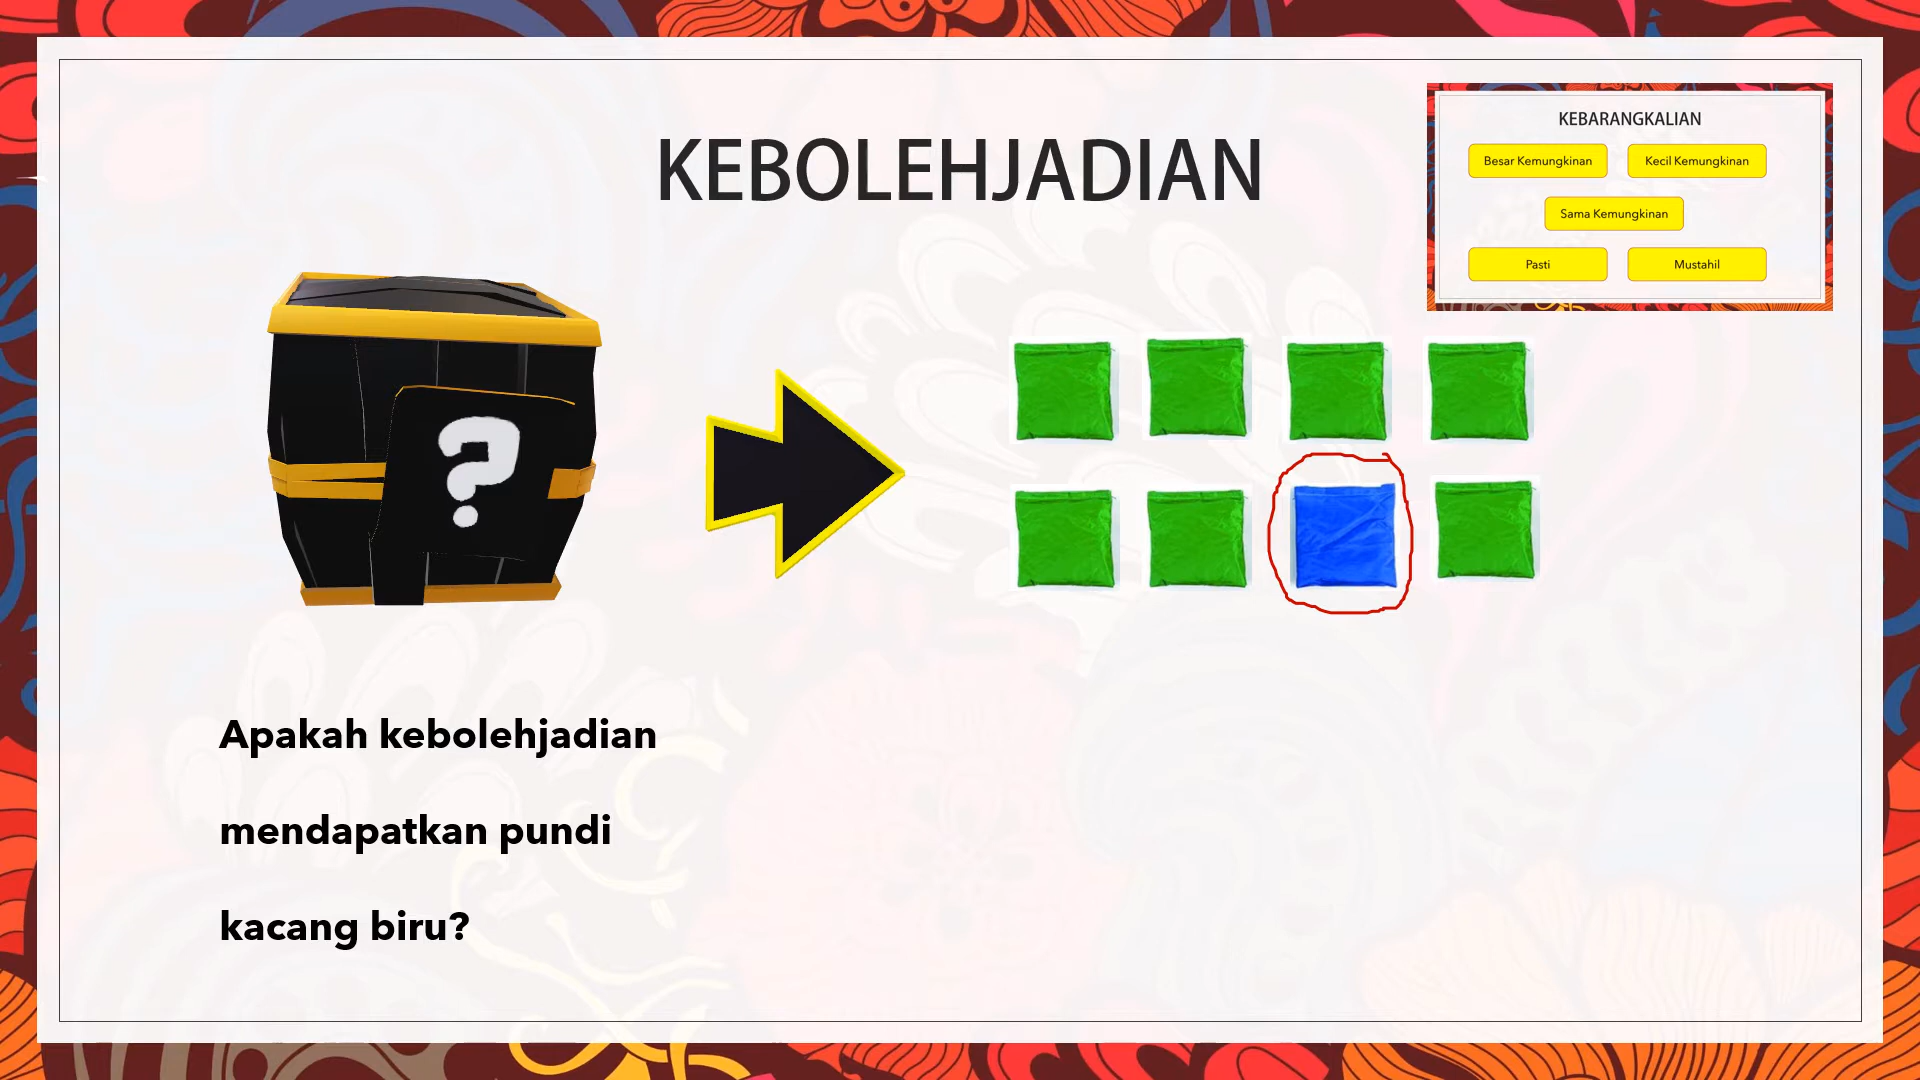 KEBOLEHJADIAN
KEBARANGKALIAN
Besar Kemungkinan
Kecil Kemungkinan
Sama Kemungkinan
Pasti
Mustahil
?
Apakah kebolehjadian
mendapatkan pundi
kacang biru?